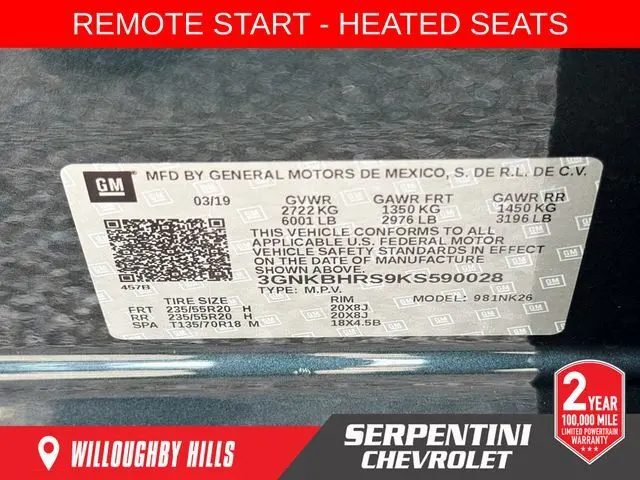 REMOTE START - HEATED SEATS
GM
MFD BY GENERAL MOTORS DE MEXICO, S. DE R.L. DE C.V.
03/19 GVWR GAWR FRT GAWR RR
2722 KG 1350 KG 1450 KG
6001 LB 2976 LB 3196 LB
THIS VEHICLE CONFORMS TO ALL
APPLICABLE U.S. FEDERAL MOTOR
VEHICLE SAFETY STANDARDS IN EFFECT
ON THE DATE OF MANUFACTURE
SHOWN ABOVE.
3GNKBHRS9KS590028
457B TYPE: M.P.V. MODEL: 981NK26
TIRE SIZE RIM
FRT 235/55R20 H 20X8J
RR 235/55R20 H 20X8J
SPA T135/70R18 M 18X4.5B
WILLOUGHBY HILLS
SERPENTINI
CHEVROLET
2 YEAR
100,000 MILE
LIMITED POWERTRAIN
WARRANTY